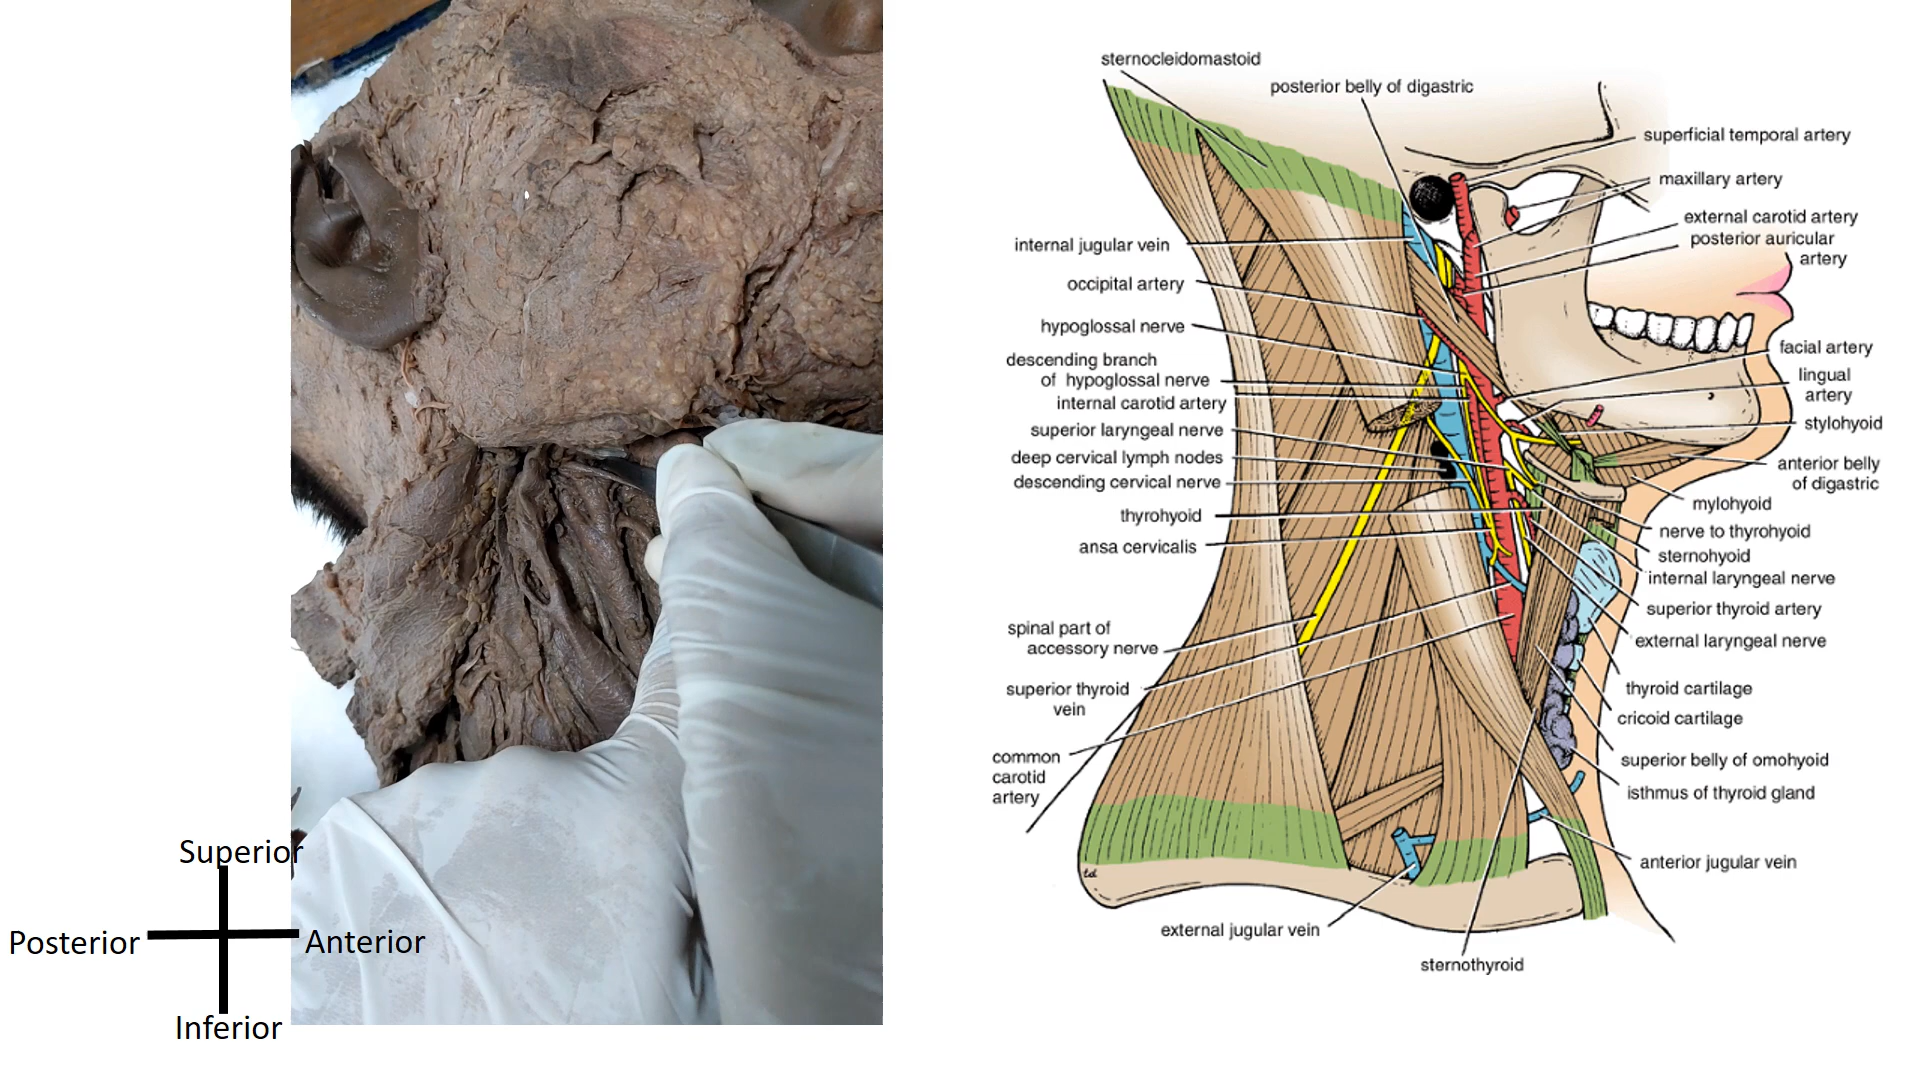 sternocleidomastoid
posterior belly of digastric
superficial temporal artery
maxillary artery
external carotid artery
posterior auricular
artery
internal jugular vein
occipital artery
hypoglossal nerve
descending branch
of hypoglossal nerve
internal carotid artery
superior laryngeal nerve
deep cervical lymph nodes
descending cervical nerve
thyrohyoid
ansa cervicalis
spinal part of
accessory nerve
superior thyroid
vein
common
carotid
artery
facial artery
lingual
artery
stylohyoid
anterior belly
of digastric
mylohyoid
nerve to thyrohyoid
sternohyoid
internal laryngeal nerve
superior thyroid artery
external laryngeal nerve
thyroid cartilage
cricoid cartilage
superior belly of omohyoid
isthmus of thyroid gland
anterior jugular vein
external jugular vein
sternothyroid
td
Superior
Posterior
Anterior
Inferior